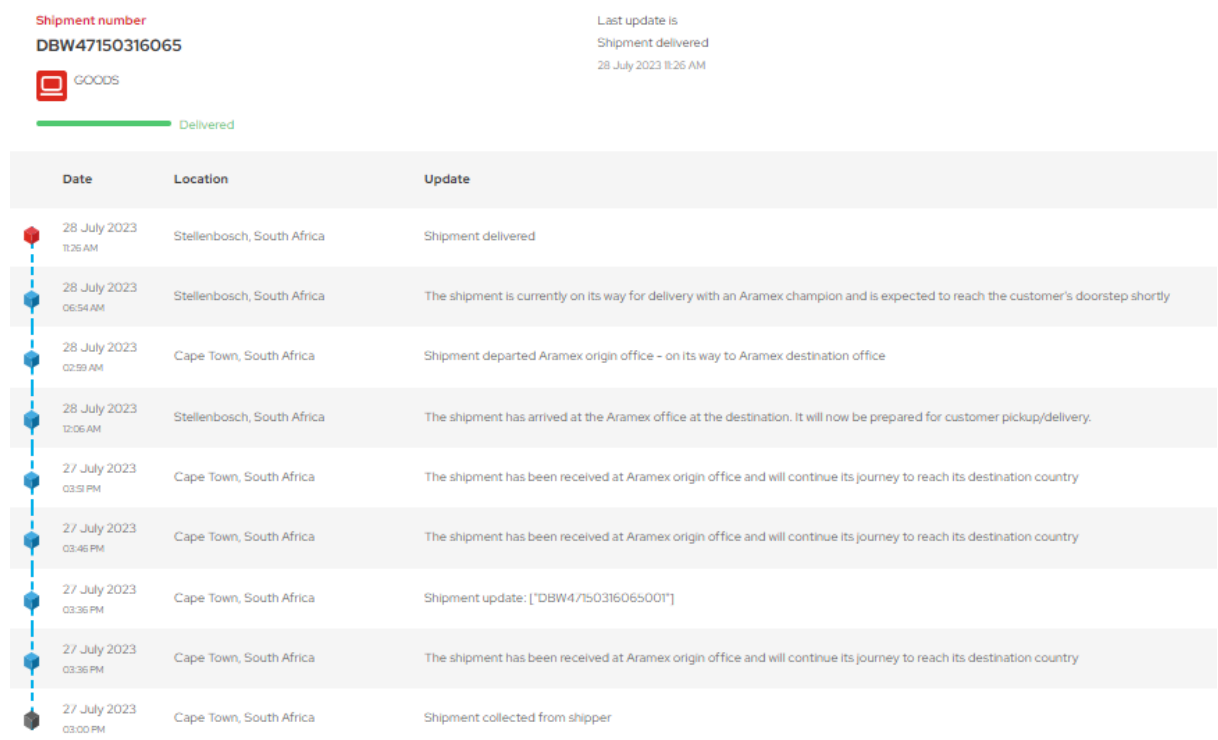 Shipment number
DBW47150316065
GOODS
Delivered
Last update is
Shipment delivered
28 July 2023 11:26 AM
Date Location Update
28 July 2023
11:26 AM
Stellenbosch, South Africa
Shipment delivered
28 July 2023
06:54 AM
Stellenbosch, South Africa
The shipment is currently on its way for delivery with an Aramex champion and is expected to reach the customer's doorstep shortly
28 July 2023
02:59 AM
Cape Town, South Africa
Shipment departed Aramex origin office - on its way to Aramex destination office
28 July 2023
12:06 AM
Stellenbosch, South Africa
The shipment has arrived at the Aramex office at the destination. It will now be prepared for customer pickup/delivery.
27 July 2023
03:51 PM
Cape Town, South Africa
The shipment has been received at Aramex origin office and will continue its journey to reach its destination country
27 July 2023
03:46 PM
Cape Town, South Africa
The shipment has been received at Aramex origin office and will continue its journey to reach its destination country
27 July 2023
03:36 PM
Cape Town, South Africa
Shipment update: ["DBW47150316065001"]
27 July 2023
03:36 PM
Cape Town, South Africa
The shipment has been received at Aramex origin office and will continue its journey to reach its destination country
27 July 2023
03:00 PM
Cape Town, South Africa
Shipment collected from shipper